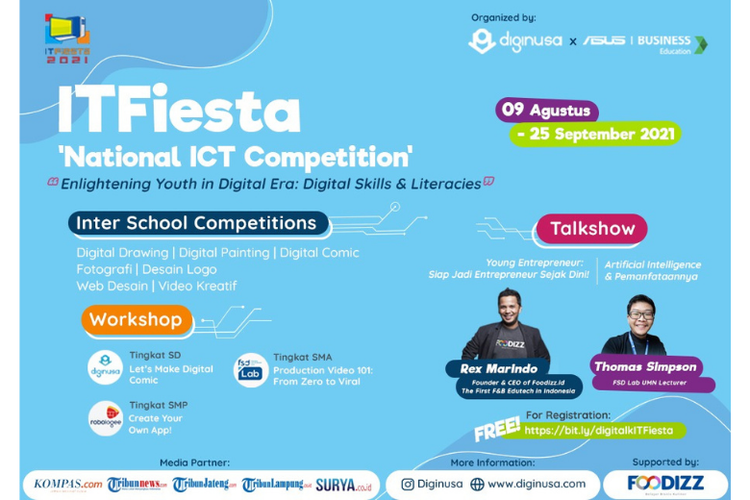 ITFIESTA
2021
Organized by:
diginusa x ASUS | BUSINESS
Education
ITFiesta
'National ICT Competition'
"Enlightening Youth in Digital Era: Digital Skills & Literacies"
09 Agustus
- 25 September 2021
Inter School Competitions
Digital Drawing | Digital Painting | Digital Comic
Fotografi | Desain Logo
Web Desain | Video Kreatif
Workshop
Tingkat SD
diginusa
Let's Make Digital
Comic
Tingkat SMA
fsd
Lab
Production Video 101:
From Zero to Viral
Tingkat SMP
robologee
Create Your
Own App!
Talkshow
Young Entrepreneur:
Siap Jadi Entrepreneur Sejak Dini!
Artificial Intelligence
& Pemanfaatannya
FOODIZZ
Rex Marindo
Founder & CEO of Foodizz.id
The First F&B Edutech in Indonesia
Thomas Simpson
FSD Lab UMN Lecturer
FREE!
For Registration:
https://bit.ly/digitalkITFiesta
Media Partner:
KOMPAS.com
Tribunnews.com
TribunJateng.com
TribunLampung
SURYA.co.id
More Information:
Diginusa
www.diginusa.com
Supported by:
FOODIZZ